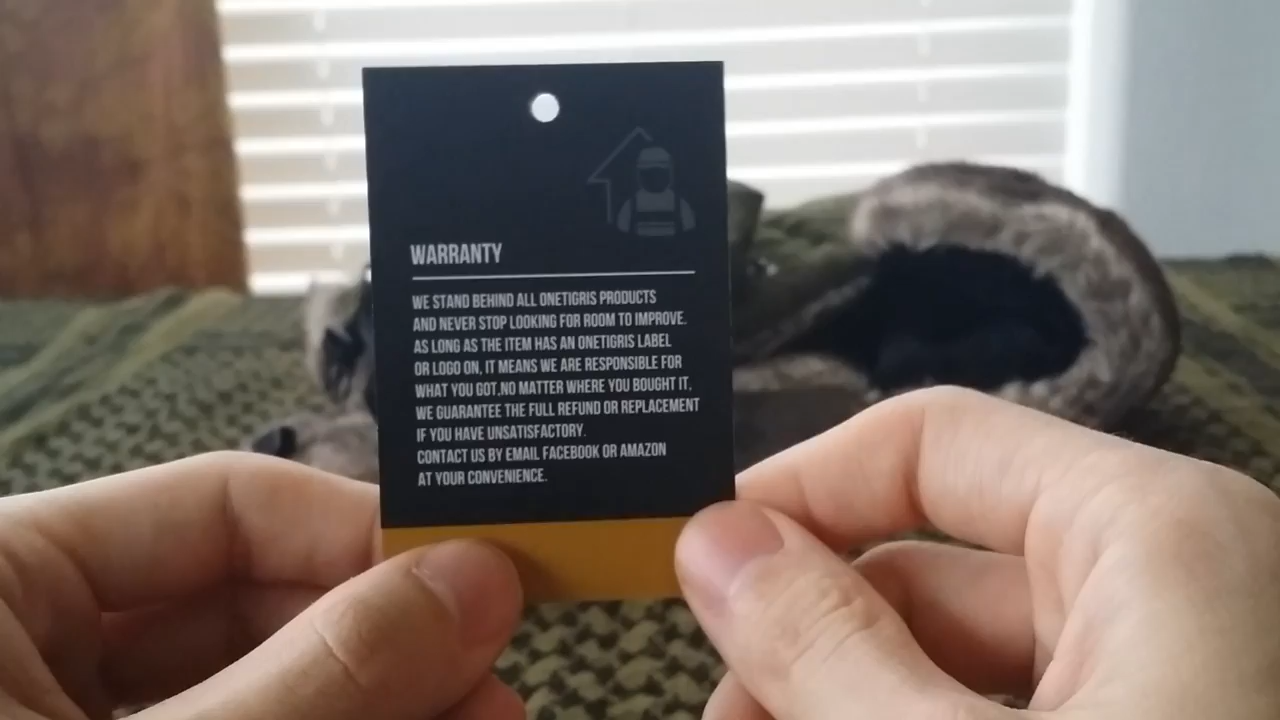 WARRANTY
WE STAND BEHIND ALL ONETIGRIS PRODUCTS
AND NEVER STOP LOOKING FOR ROOM TO IMPROVE.
AS LONG AS THE ITEM HAS AN ONETIGRIS LABEL
OR LOGO ON, IT MEANS WE ARE RESPONSIBLE FOR
WHAT YOU GOT.NO MATTER WHERE YOU BOUGHT IT,
WE GUARANTEE THE FULL REFUND OR REPLACEMENT
IF YOU HAVE UNSATISFACTORY.
CONTACT US BY EMAIL FACEBOOK OR AMAZON
AT YOUR CONVENIENCE.